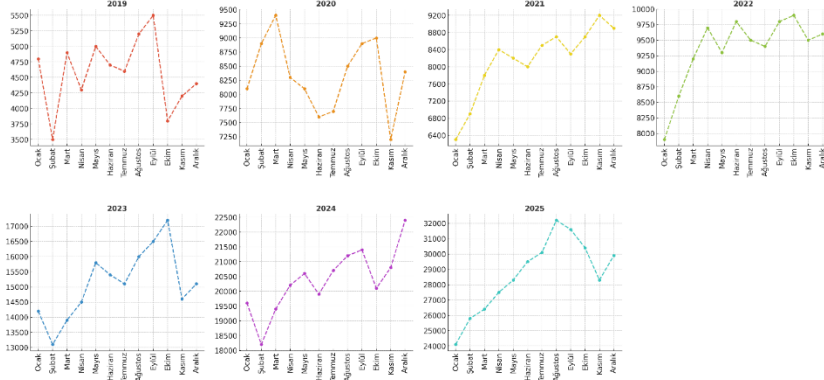 2019
5500
5250
5000
4750
4500
4250
4000
3750
3500
Ocak
Şubat
Mart
Nisan
Mayıs
Haziran
Temmuz
Ağustos
Eylül
Ekim
Kasım
Aralık
2020
9500
9250
9000
8750
8500
8250
8000
7750
7500
7250
Ocak
Şubat
Mart
Nisan
Mayıs
Haziran
Temmuz
Ağustos
Eylül
Ekim
Kasım
Aralık
2021
9200
8800
8400
8000
7600
7200
6800
6400
Ocak
Şubat
Mart
Nisan
Mayıs
Haziran
Temmuz
Ağustos
Eylül
Ekim
Kasım
Aralık
2022
10000
9750
9500
9250
9000
8750
8500
8250
8000
Ocak
Şubat
Mart
Nisan
Mayıs
Haziran
Temmuz
Ağustos
Eylül
Ekim
Kasım
Aralık
2023
17000
16500
16000
15500
15000
14500
14000
13500
13000
Ocak
Şubat
Mart
Nisan
Mayıs
Haziran
Temmuz
Ağustos
Eylül
Ekim
Kasım
Aralık
2024
22500
22000
21500
21000
20500
20000
19500
19000
18500
18000
Ocak
Şubat
Mart
Nisan
Mayıs
Haziran
Temmuz
Ağustos
Eylül
Ekim
Kasım
Aralık
2025
32000
31000
30000
29000
28000
27000
26000
25000
24000
Ocak
Şubat
Mart
Nisan
Mayıs
Haziran
Temmuz
Ağustos
Eylül
Ekim
Kasım
Aralık